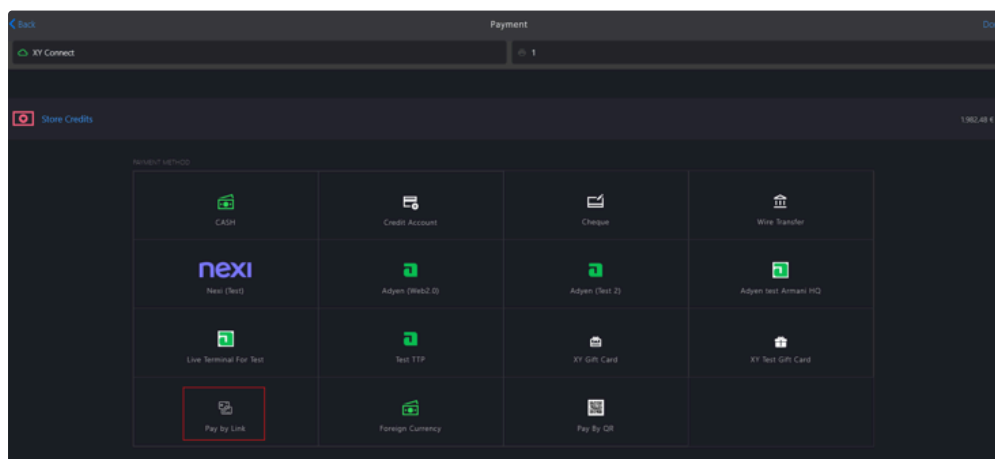 Back
Payment
Do
XY Connect
1
Store Credits
1.982,48 €
PAYMENT METHOD
CASH
Credit Account
Cheque
Wire Transfer
nexi
Nexi (Test)
Adyen (Web2.0)
Adyen (Test 2)
Adyen test Armani HQ
Live Terminal For Test
Test TTP
XY Gift Card
XY Test Gift Card
Pay by Link
Foreign Currency
Pay By QR